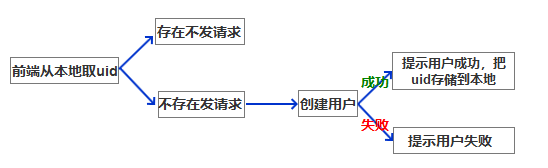 存在不发请求
前端从本地取uid
不存在发请求
创建用户
成功
提示用户成功，把
uid存储到本地
失败
提示用户失败